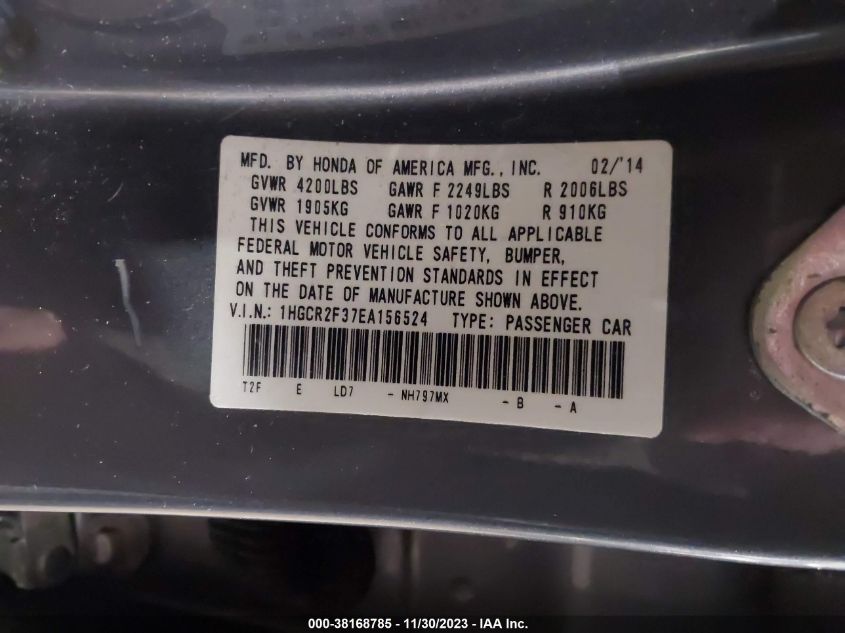 MFD. BY HONDA OF AMERICA MFG., INC. 02/'14
GVWR 4200LBS GAWR F 2249LBS R 2006LBS
GVWR 1905KG GAWR F 1020KG R 910KG
THIS VEHICLE CONFORMS TO ALL APPLICABLE
FEDERAL MOTOR VEHICLE SAFETY, BUMPER,
AND THEFT PREVENTION STANDARDS IN EFFECT
ON THE DATE OF MANUFACTURE SHOWN ABOVE.
V.I.N.: 1HGCR2F37EA156524 TYPE: PASSENGER CAR
T2F E LD7 - NH797MX - B - A
000-38168785 - 11/30/2023 - IAA Inc.